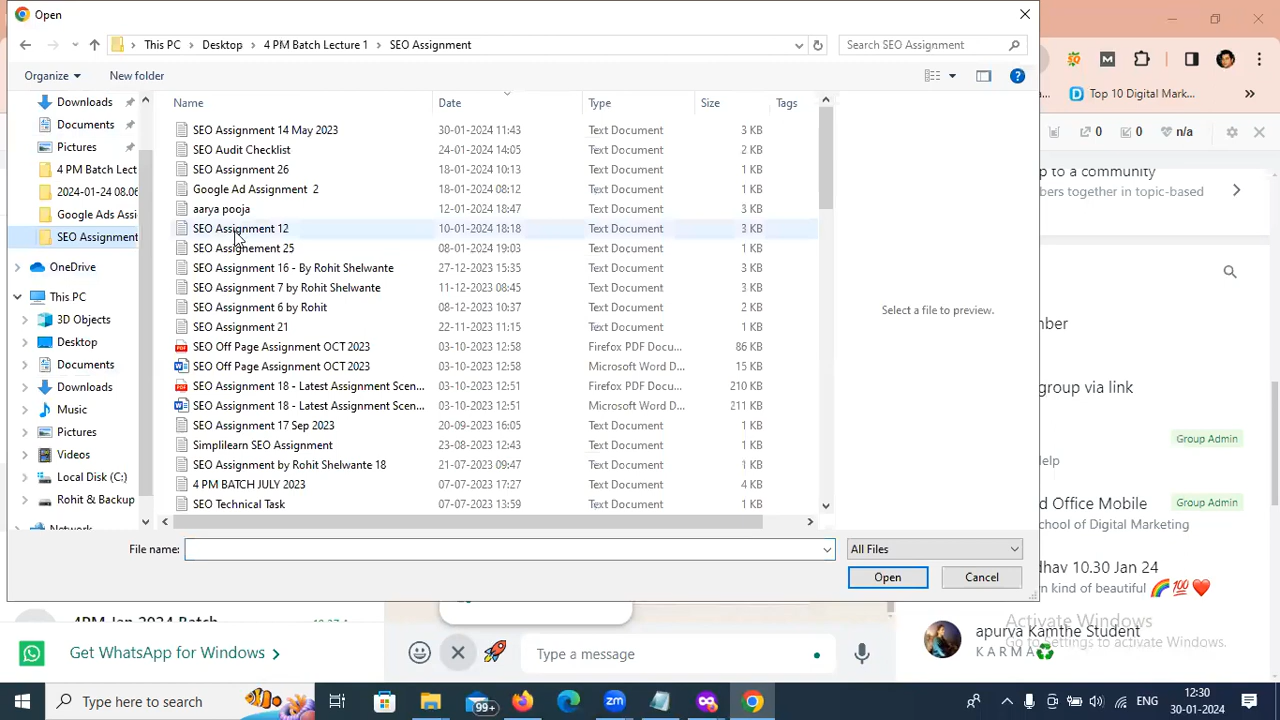 Open
This PC > Desktop > 4 PM Batch Lecture 1 > SEO Assignment
Search SEO Assignment
Organize
New folder
Name Date Type Size Tags
Downloads
Documents
Pictures
4 PM Batch Lect
2024-01-24 08.06
Google Ads Assi
SEO Assignment
OneDrive
This PC
3D Objects
Desktop
Documents
Downloads
Music
Pictures
Videos
Local Disk (C:)
Rohit & Backup
Network
SEO Assignment 14 May 2023 30-01-2024 11:43 Text Document 3 KB
SEO Audit Checklist 24-01-2024 14:05 Text Document 2 KB
SEO Assignment 26 18-01-2024 10:13 Text Document 1 KB
Google Ad Assignment 2 18-01-2024 08:12 Text Document 1 KB
aarya pooja 12-01-2024 18:47 Text Document 3 KB
SEO Assignment 12 10-01-2024 18:18 Text Document 3 KB
SEO Assignement 25 08-01-2024 19:03 Text Document 1 KB
SEO Assignment 16 - By Rohit Shelwante 27-12-2023 15:35 Text Document 3 KB
SEO Assignment 7 by Rohit Shelwante 11-12-2023 08:45 Text Document 3 KB
SEO Assignment 6 by Rohit 08-12-2023 10:37 Text Document 2 KB
SEO Assignment 21 22-11-2023 11:15 Text Document 1 KB
SEO Off Page Assignment OCT 2023 03-10-2023 12:58 Firefox PDF Docu... 86 KB
SEO Off Page Assignment OCT 2023 03-10-2023 12:58 Microsoft Word D... 15 KB
SEO Assignment 18 - Latest Assignment Scen... 03-10-2023 12:51 Firefox PDF Docu... 210 KB
SEO Assignment 18 - Latest Assignment Scen... 03-10-2023 12:51 Microsoft Word D... 211 KB
SEO Assignment 17 Sep 2023 20-09-2023 16:05 Text Document 1 KB
Simplilearn SEO Assignment 23-08-2023 12:43 Text Document 1 KB
SEO Assignment by Rohit Shelwante 18 21-07-2023 09:47 Text Document 1 KB
4 PM BATCH JULY 2023 07-07-2023 17:27 Text Document 4 KB
SEO Technical Task 07-07-2023 13:59 Text Document 1 KB
Select a file to preview.
File name:
All Files
Open
Cancel
Top 10 Digital Mark...
0
0
n/a
p to a community
bers together in topic-based
mber
group via link
Group Admin
Help
d Office Mobile
Group Admin
chool of Digital Marketing
dhav 10.30 Jan 24
n kind of beautiful 🌈💯❤️
apurya Kamthe Student
K A R M A♻️
Activate Windows
Go to Settings to activate Windows.
4PM Jan 2024 Batch
Get WhatsApp for Windows
Type a message
Type here to search
99+
ENG
12:30
30-01-2024